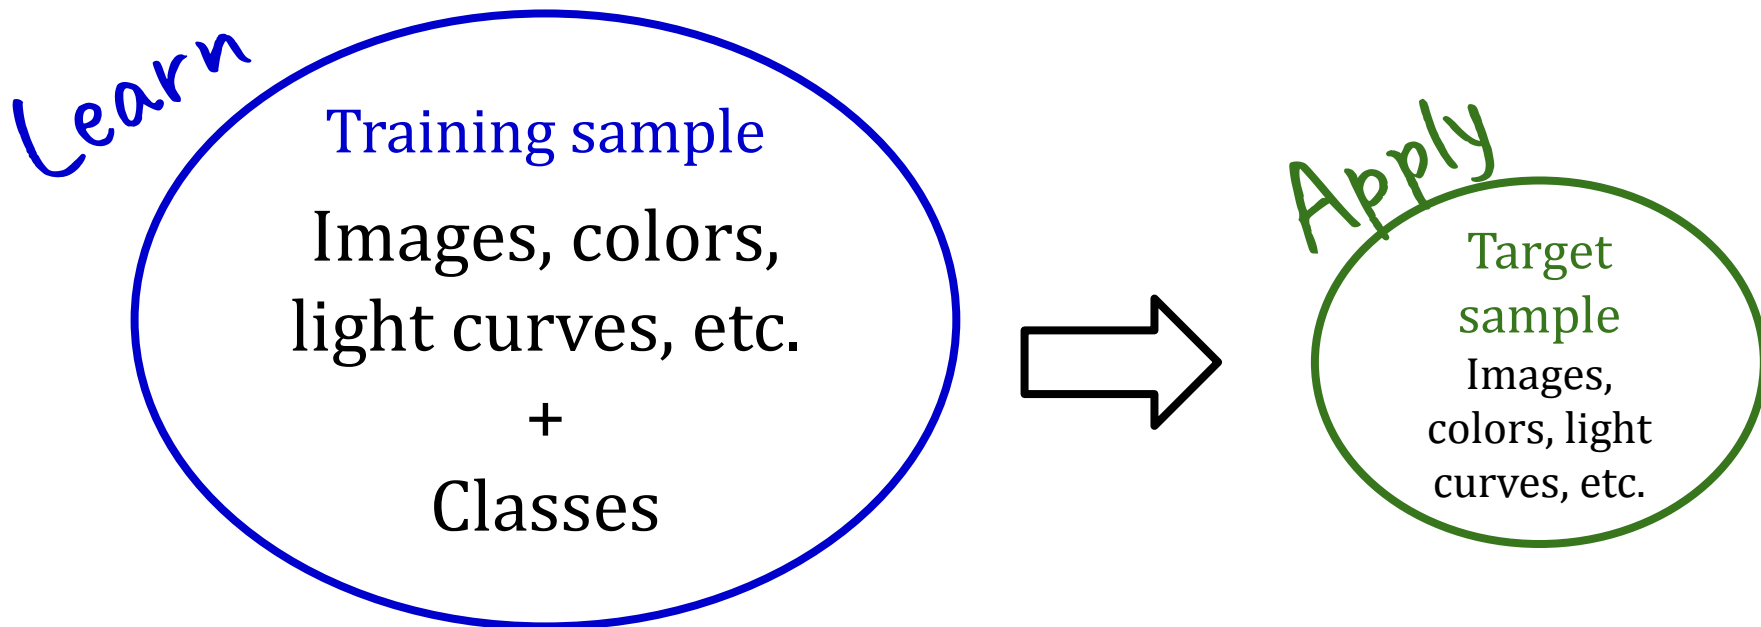 Learn
Training sample
Images, colors,
light curves, etc.
+
Classes
Apply
Target
sample
Images,
colors, light
curves, etc.